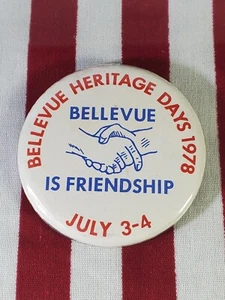 BELLEVUE HERITAGE DAYS 1978
BELLEVUE
IS FRIENDSHIP
JULY 3-4